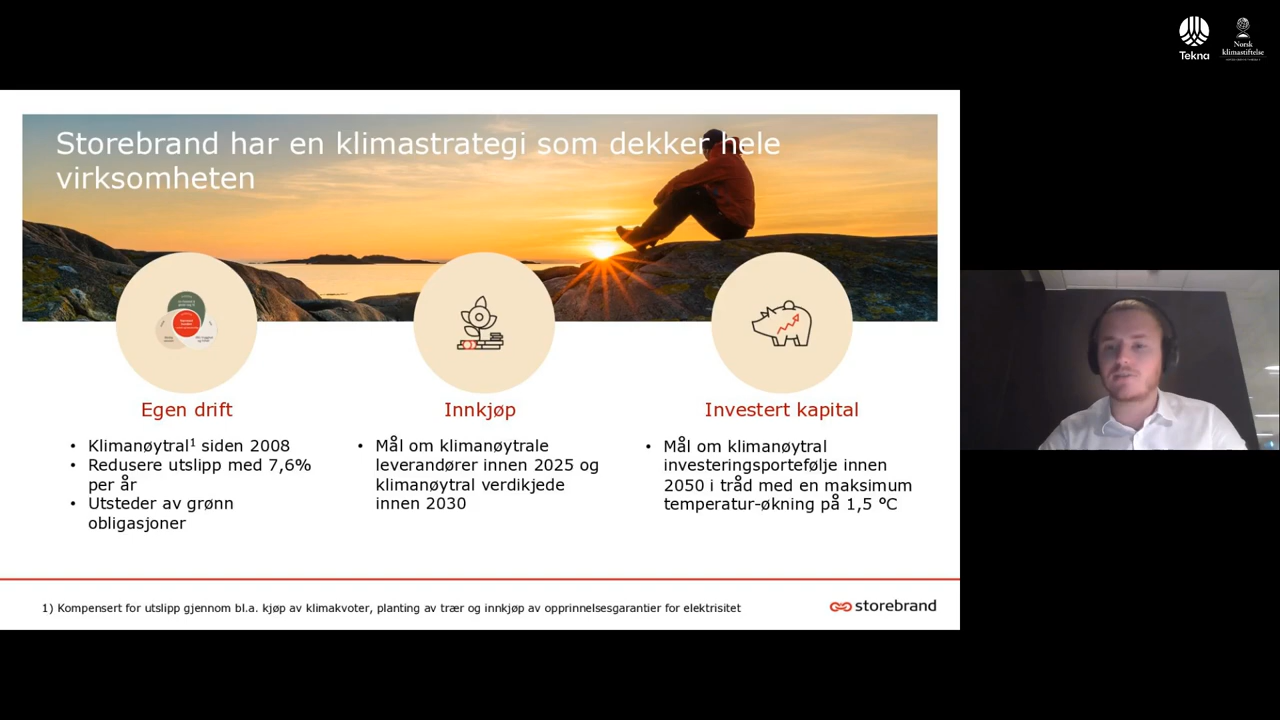 Tekna
Norsk
klimastiftelse
Storebrand har en klimastrategi som dekker hele
virksomheten
Egen drift
Klimanøytral¹ siden 2008
Redusere utslipp med 7,6%
per år
Utsteder av grønn
obligasjoner
Innkjøp
Mål om klimanøytrale
leverandører innen 2025 og
klimanøytral verdikjede
innen 2030
Investert kapital
Mål om klimanøytral
investeringsportefølje innen
2050 i tråd med en maksimum
temperatur-økning på 1,5 °C
1) Kompensert for utslipp gjennom bl.a. kjøp av klimakvoter, planting av trær og innkjøp av opprinnelsesgarantier for elektrisitet
storebrand